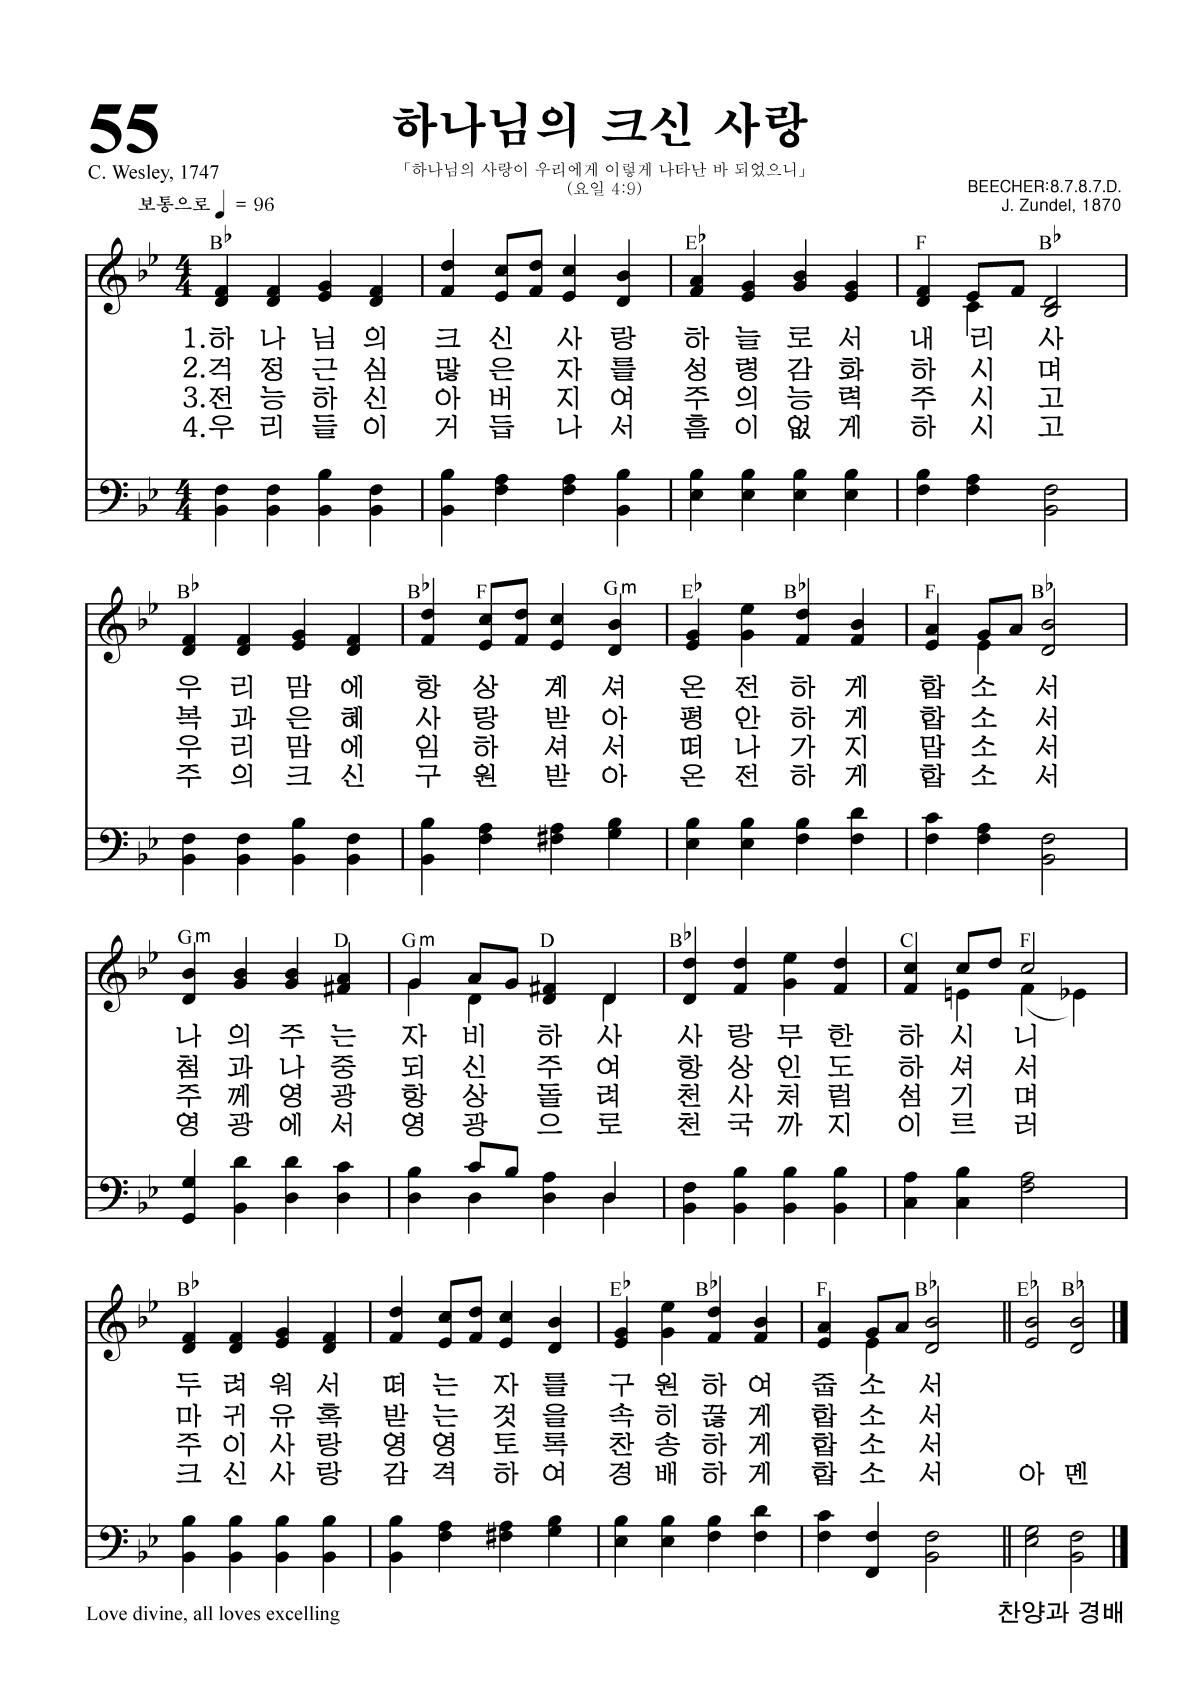 55
하나님의 크신 사랑
C. Wesley, 1747
「하나님의 사랑이 우리에게 이렇게 나타난 바 되었으니」
(요일 4:9)
BEECHER:8.7.8.7.D.
보통으로 ♩ = 96
J. Zundel, 1870
B♭ E♭ F B♭
1.하 나 님 의 크 신 사 랑 하 늘 로 서 내 리 사
2.걱 정 근 심 많 은 자 를 성 령 감 화 하 시 며
3.전 능 하 신 아 버 지 여 주 의 능 력 주 시 고
4.우 리 들 이 거 듭 나 서 흠 이 없 게 하 시 고
B♭ B♭ F Gm E♭ B♭ F B♭
우 리 맘 에 항 상 계 셔 온 전 하 게 합 소 서
복 과 은 혜 사 랑 받 아 평 안 하 게 합 소 서
우 리 맘 에 임 하 셔 서 떠 나 가 지 맙 소 서
주 의 크 신 구 원 받 아 온 전 하 게 합 소 서
Gm D Gm D B♭ C F
나 의 주 는 자 비 하 사 사 랑 무 한 하 시 니
첨 과 나 중 되 신 주 여 항 상 인 도 하 셔 서
주 께 영 광 항 상 돌 려 천 사 처 럼 섬 기 며
영 광 에 서 영 광 으 로 천 국 까 지 이 르 러
B♭ E♭ B♭ F B♭ E♭ B♭
두 려 워 서 떠 는 자 를 구 원 하 여 줍 소 서
마 귀 유 혹 받 는 것 을 속 히 끊 게 합 소 서
주 이 사 랑 영 영 토 록 찬 송 하 게 합 소 서
크 신 사 랑 감 격 하 여 경 배 하 게 합 소 서 아 멘
Love divine, all loves excelling
찬양과 경배